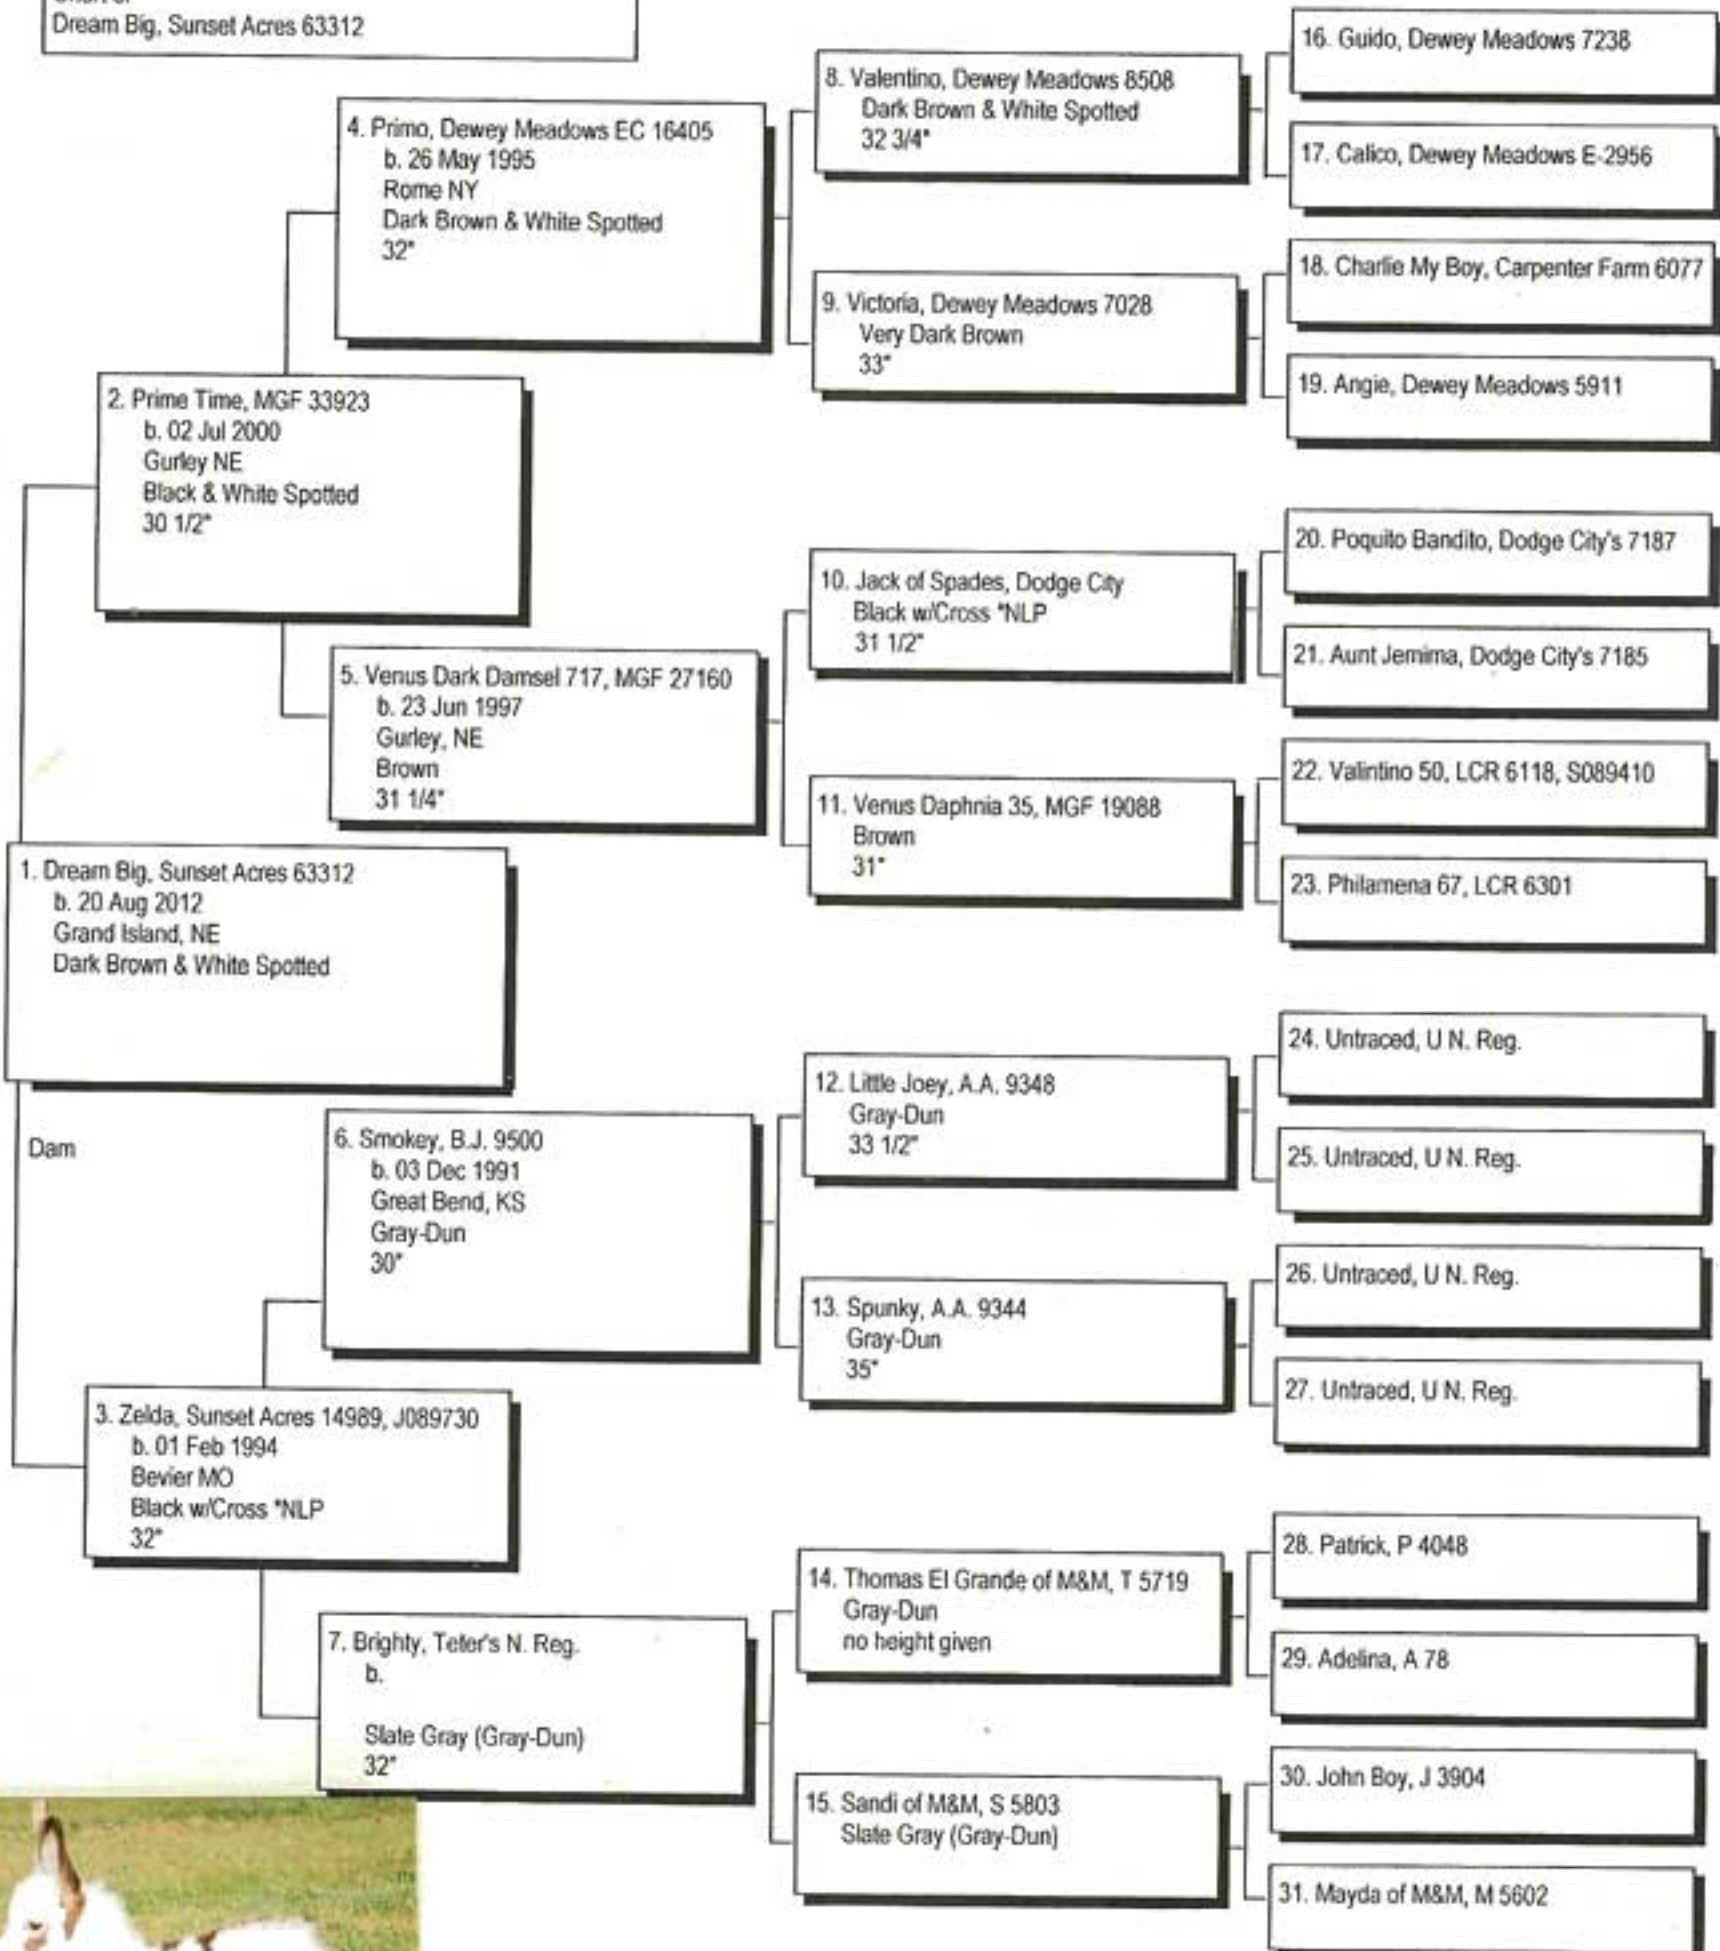 Dream Big, Sunset Acres 63312
16. Guido, Dewey Meadows 7238
8. Valentino, Dewey Meadows 8508
Dark Brown & White Spotted
32 3/4"
17. Calico, Dewey Meadows E-2956
4. Primo, Dewey Meadows EC 16405
b. 26 May 1995
Rome NY
Dark Brown & White Spotted
32"
18. Charlie My Boy, Carpenter Farm 6077
9. Victoria, Dewey Meadows 7028
Very Dark Brown
33"
19. Angie, Dewey Meadows 5911
2. Prime Time, MGF 33923
b. 02 Jul 2000
Gurley NE
Black & White Spotted
30 1/2"
20. Poquito Bandito, Dodge City's 7187
10. Jack of Spades, Dodge City
Black w/Cross *NLP
31 1/2"
21. Aunt Jemima, Dodge City's 7185
5. Venus Dark Damsel 717, MGF 27160
b. 23 Jun 1997
Gurley, NE
Brown
31 1/4"
22. Valintino 50, LCR 6118, S089410
11. Venus Daphnia 35, MGF 19088
Brown
31"
23. Philamena 67, LCR 6301
1. Dream Big, Sunset Acres 63312
b. 20 Aug 2012
Grand Island, NE
Dark Brown & White Spotted
24. Untraced, U N. Reg.
12. Little Joey, A.A. 9348
Gray-Dun
33 1/2"
25. Untraced, U N. Reg.
Dam
6. Smokey, B.J. 9500
b. 03 Dec 1991
Great Bend, KS
Gray-Dun
30"
26. Untraced, U N. Reg.
13. Spunky, A.A. 9344
Gray-Dun
35"
27. Untraced, U N. Reg.
3. Zelda, Sunset Acres 14989, J089730
b. 01 Feb 1994
Bevier MO
Black w/Cross *NLP
32"
28. Patrick, P 4048
14. Thomas El Grande of M&M, T 5719
Gray-Dun
no height given
29. Adelina, A 78
7. Brighty, Teter's N. Reg.
b.
Slate Gray (Gray-Dun)
32"
30. John Boy, J 3904
15. Sandi of M&M, S 5803
Slate Gray (Gray-Dun)
31. Mayda of M&M, M 5602